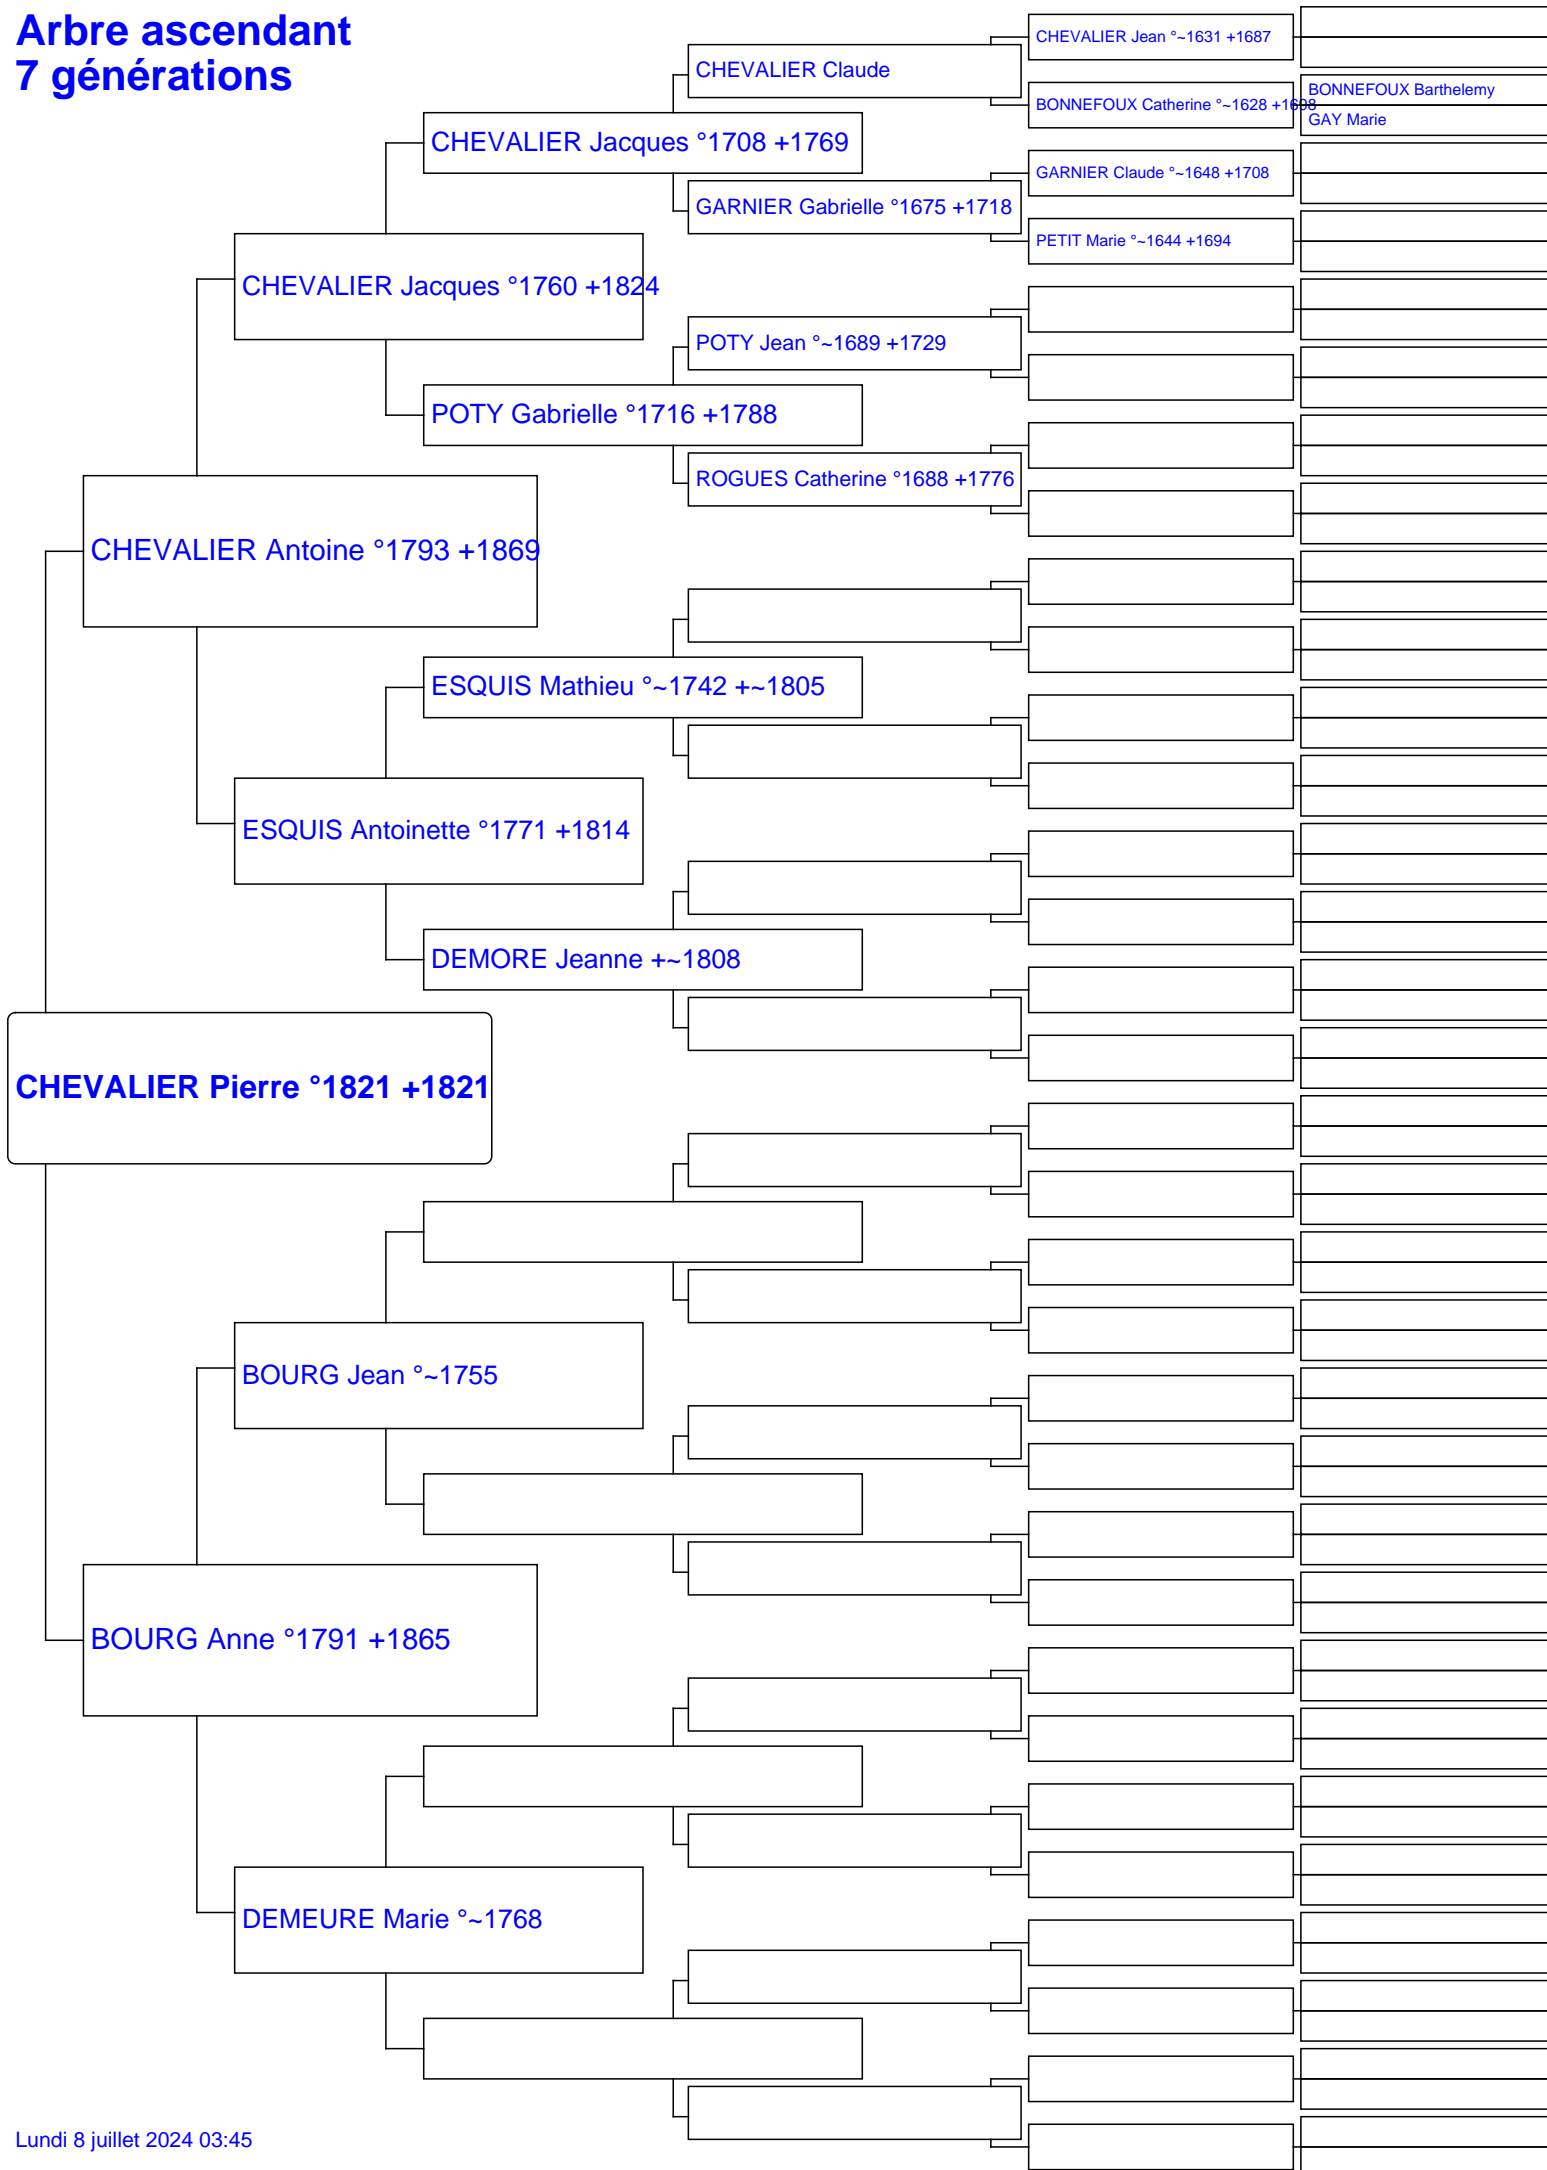 Arbre ascendant
7 générations
CHEVALIER Jean °~1631 +1687
CHEVALIER Claude
BONNEFOUX Barthelemy
BONNEFOUX Catherine °~1628 +1698
GAY Marie
CHEVALIER Jacques °1708 +1769
GARNIER Claude °~1648 +1708
GARNIER Gabrielle °1675 +1718
PETIT Marie °~1644 +1694
CHEVALIER Jacques °1760 +1824
POTY Jean °~1689 +1729
POTY Gabrielle °1716 +1788
ROGUES Catherine °1688 +1776
CHEVALIER Antoine °1793 +1869
ESQUIS Mathieu °~1742 +~1805
ESQUIS Antoinette °1771 +1814
DEMORE Jeanne +~1808
CHEVALIER Pierre °1821 +1821
BOURG Jean °~1755
BOURG Anne °1791 +1865
DEMEURE Marie °~1768
Lundi 8 juillet 2024 03:45